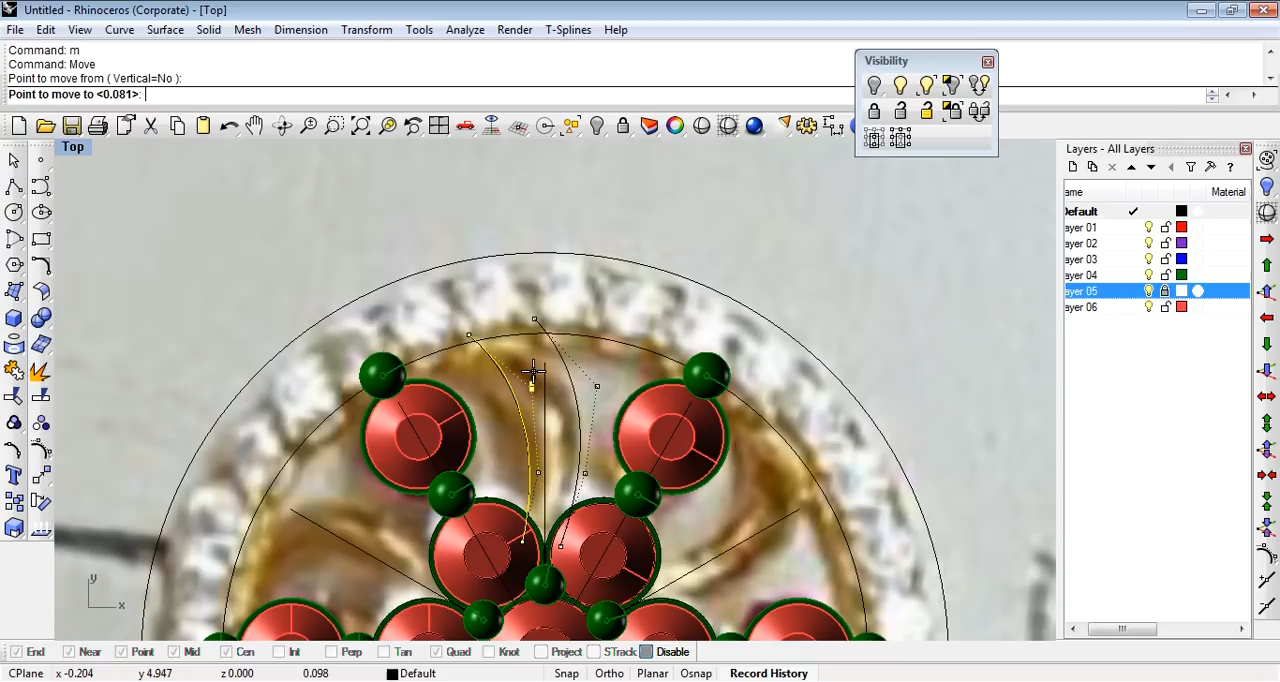 Untitled - Rhinoceros (Corporate) - [Top]
File Edit View Curve Surface Solid Mesh Dimension Transform Tools Analyze Render T-Splines Help
Command: m
Command: Move
Point to move from ( Vertical=No ):
Point to move to <0.081>:
Visibility
Top
Layers - All Layers
ame Material
Default
ayer 01
ayer 02
ayer 03
ayer 04
ayer 05
ayer 06
y
x
End Near Point Mid Cen Int Perp Tan Quad Knot Project STrack Disable
CPlane x -0.204 y 4.947 z 0.000 0.098 Default Snap Ortho Planar Osnap Record History